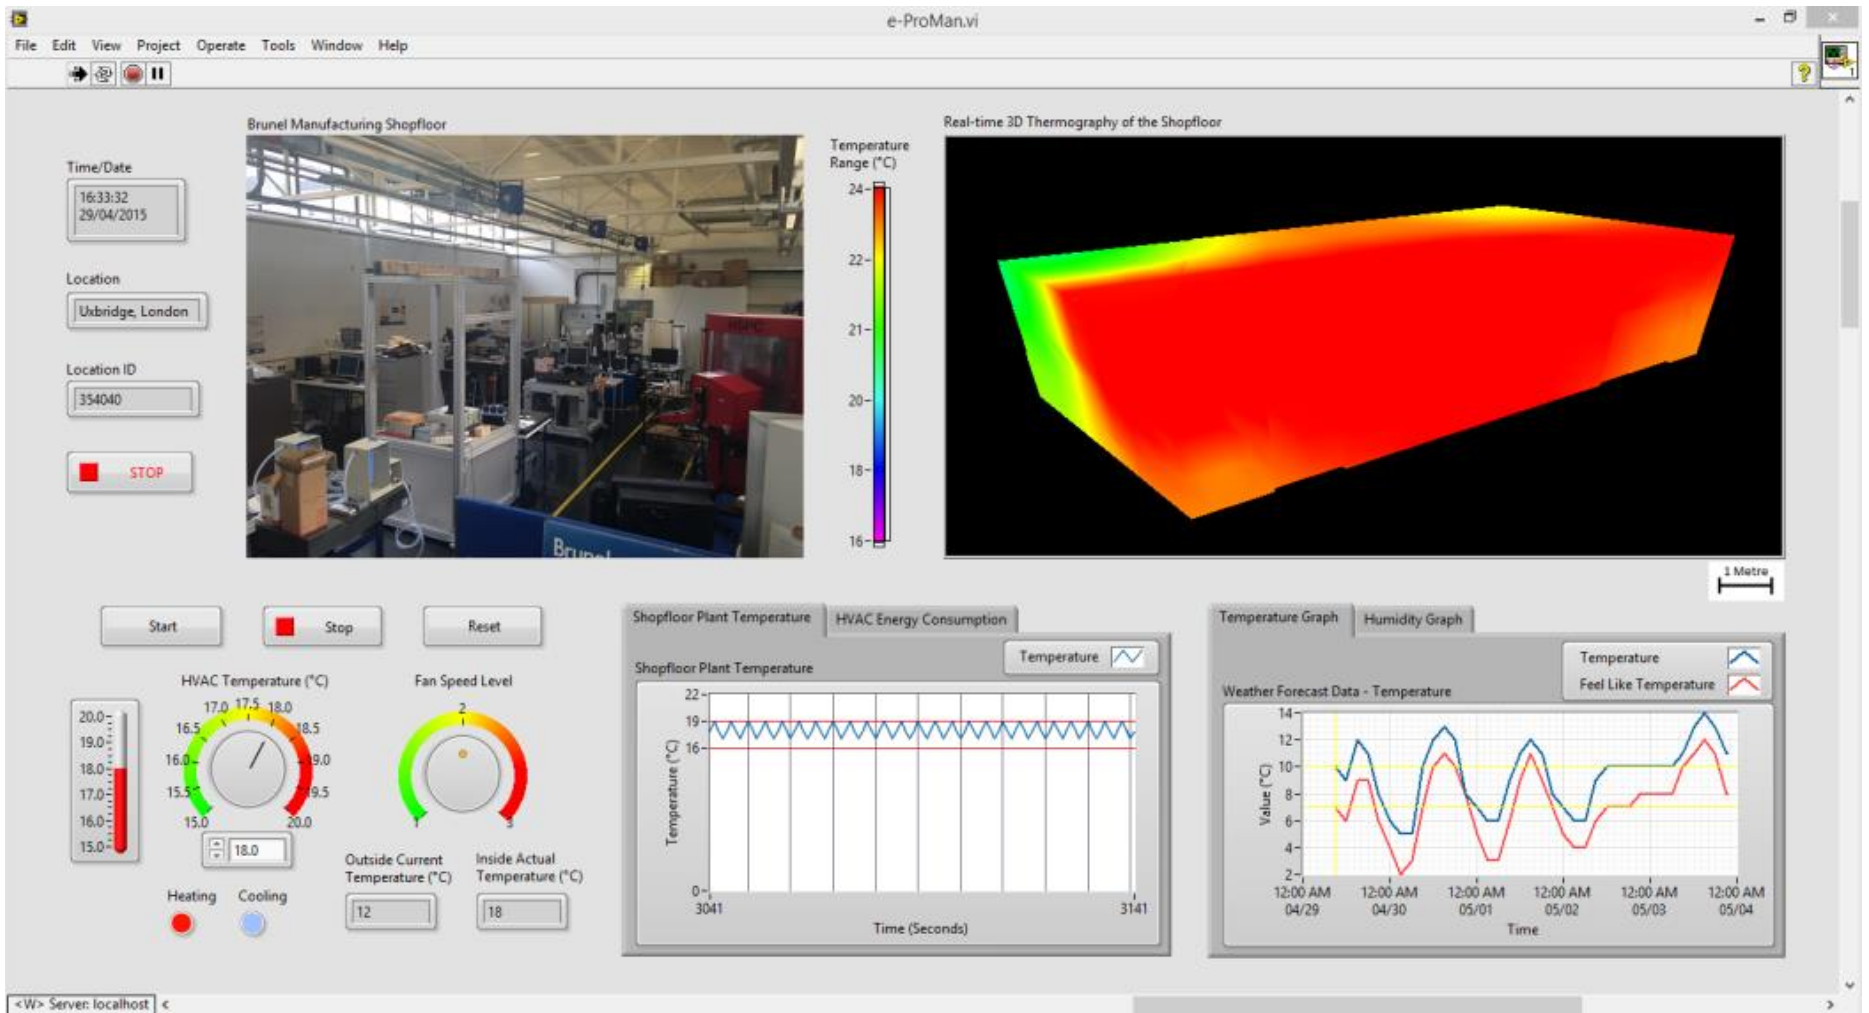 e-ProMan.vi
File Edit View Project Operate Tools Window Help
1
Brunel Manufacturing Shopfloor
Time/Date
16:33:32
29/04/2015
Location
Uxbridge, London
Location ID
354040
STOP
HSPC
Brunel
Temperature
Range (°C)
24
22
21
20
18
16
Real-time 3D Thermography of the Shopfloor
1 Metre
Start
Stop
Reset
HVAC Temperature (°C)
20.0
19.0
18.0
17.0
16.0
15.0
15.0
15.5
16.0
16.5
17.0
17.5
18.0
18.5
19.0
19.5
20.0
18.0
Fan Speed Level
1
2
3
Heating
Cooling
Outside Current
Temperature (°C)
12
Inside Actual
Temperature (°C)
18
Shopfloor Plant Temperature
HVAC Energy Consumption
Temperature
Shopfloor Plant Temperature
Temperature (°C)
22
19
16
0
3041
3141
Time (Seconds)
Temperature Graph
Humidity Graph
Temperature
Feel Like Temperature
Weather Forecast Data - Temperature
Value (°C)
14
12
10
8
6
4
2
12:00 AM 12:00 AM 12:00 AM 12:00 AM 12:00 AM 12:00 AM
04/29 04/30 05/01 05/02 05/03 05/04
Time
<W> Server: localhost